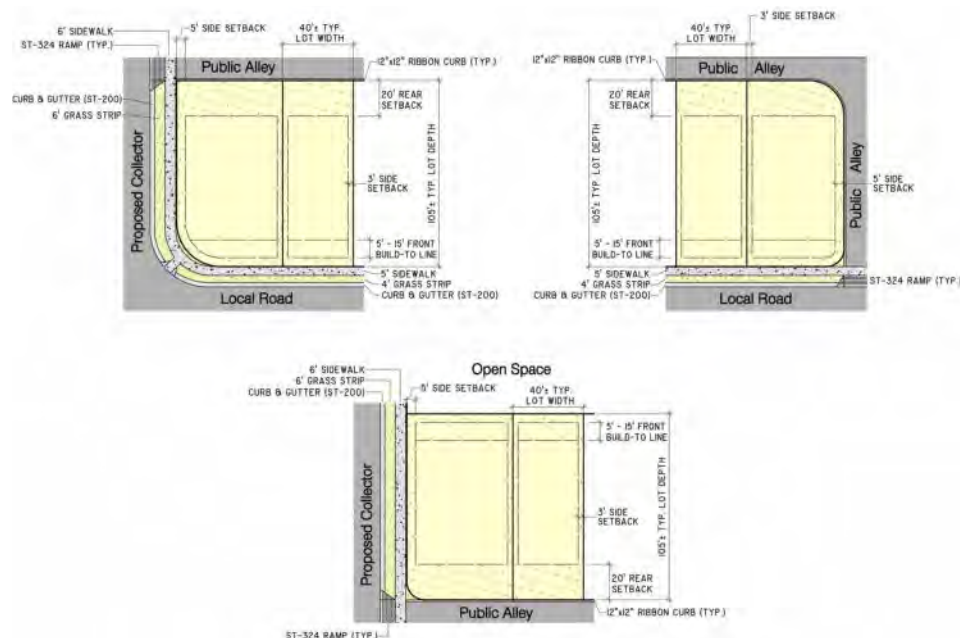 6' SIDEWALK
ST-324 RAMP (TYP.)
5' SIDE SETBACK
40'± TYP.
LOT WIDTH
Public Alley
12"x12" RIBBON CURB (TYP.)
CURB & GUTTER (ST-200)
6' GRASS STRIP
20' REAR
SETBACK
Proposed Collector
105'± TYP. LOT DEPTH
3' SIDE
SETBACK
5' - 15' FRONT
BUILD-TO LINE
5' SIDEWALK
4' GRASS STRIP
CURB & GUTTER (ST-200)
Local Road
3' SIDE SETBACK
40'± TYP.
LOT WIDTH
12"x12" RIBBON CURB (TYP.)
Public Alley
20' REAR
SETBACK
105'± TYP. LOT DEPTH
Public Alley
5' SIDE
SETBACK
5' - 15' FRONT
BUILD-TO LINE
5' SIDEWALK
4' GRASS STRIP
CURB & GUTTER (ST-200)
ST-324 RAMP (TYP.)
Local Road
6' SIDEWALK
6' GRASS STRIP
CURB & GUTTER (ST-200)
Open Space
5' SIDE SETBACK
40'± TYP.
LOT WIDTH
5' - 15' FRONT
BUILD-TO LINE
Proposed Collector
105'± TYP. LOT DEPTH
3' SIDE
SETBACK
20' REAR
SETBACK
Public Alley
12"x12" RIBBON CURB (TYP.)
ST-324 RAMP (TYP.)